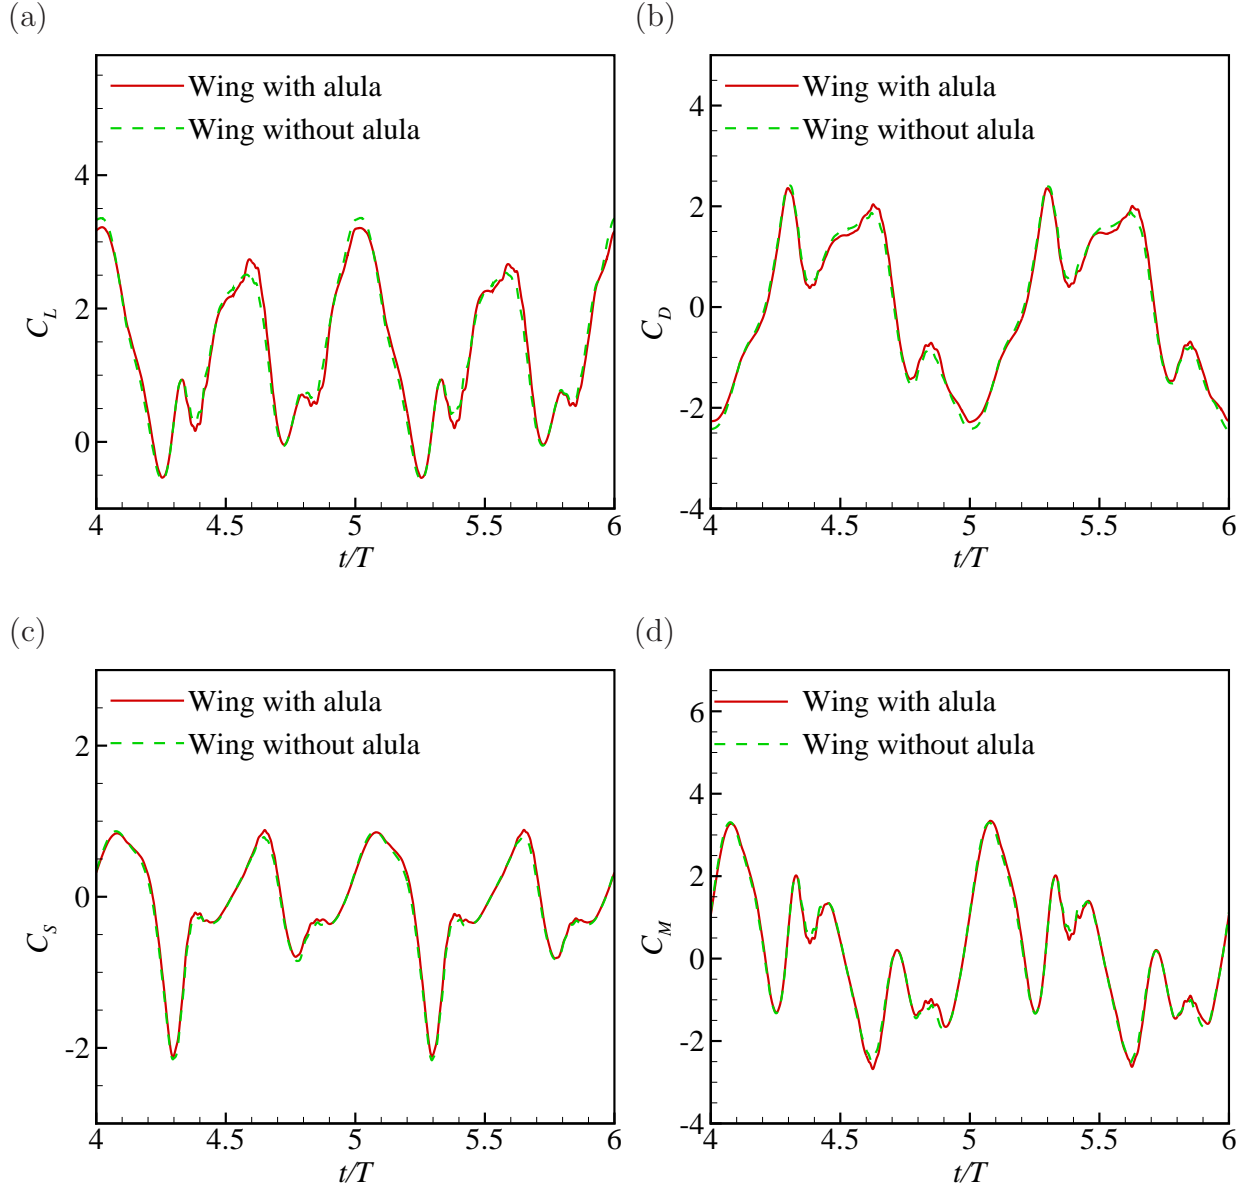 (a)
Wing with alula
Wing without alula
C_L
4
2
0
4 4.5 5 5.5 6
t/T
(b)
Wing with alula
Wing without alula
C_D
4
2
0
-2
-4
4 4.5 5 5.5 6
t/T
(c)
Wing with alula
Wing without alula
C_S
2
0
-2
4 4.5 5 5.5 6
t/T
(d)
Wing with alula
Wing without alula
C_M
6
4
2
0
-2
-4
4 4.5 5 5.5 6
t/T